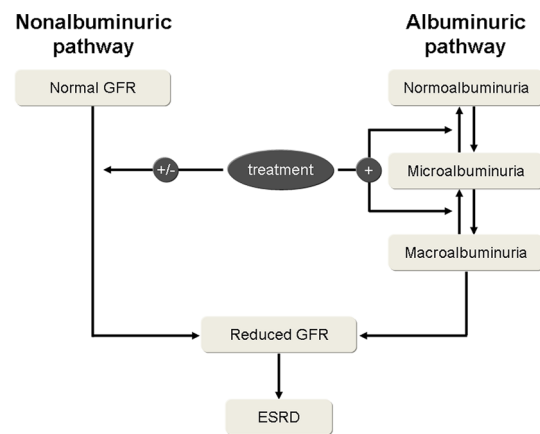 Nonalbuminuric
pathway
Albuminuric
pathway
Normal GFR
Normoalbuminuria
+/-
treatment
+
Microalbuminuria
Macroalbuminuria
Reduced GFR
ESRD